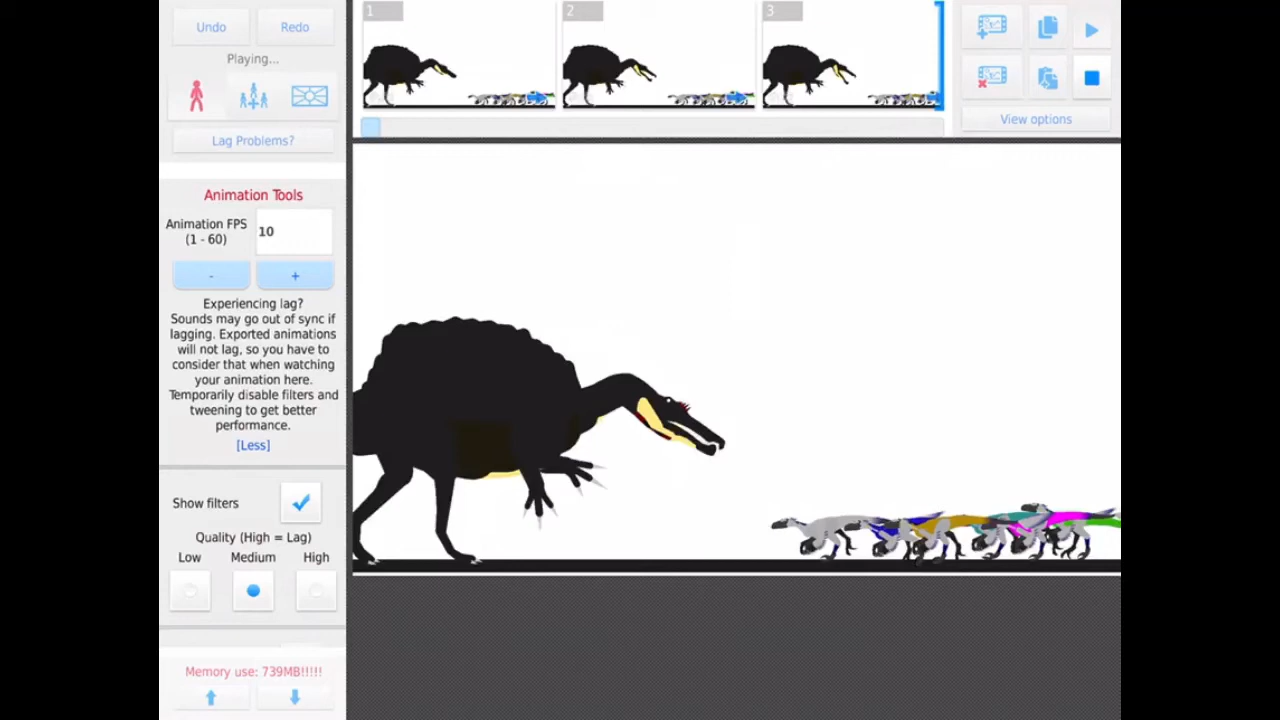 Undo
Redo
Playing...
Lag Problems?
Animation Tools
Animation FPS
(1 - 60)
10
-
+
Experiencing lag?
Sounds may go out of sync if
lagging. Exported animations
will not lag, so you have to
consider that when watching
your animation here.
Temporarily disable filters and
tweening to get better
performance.
[Less]
Show filters
Quality (High = Lag)
Low
Medium
High
Memory use: 739MB!!!!!
1
2
3
View options